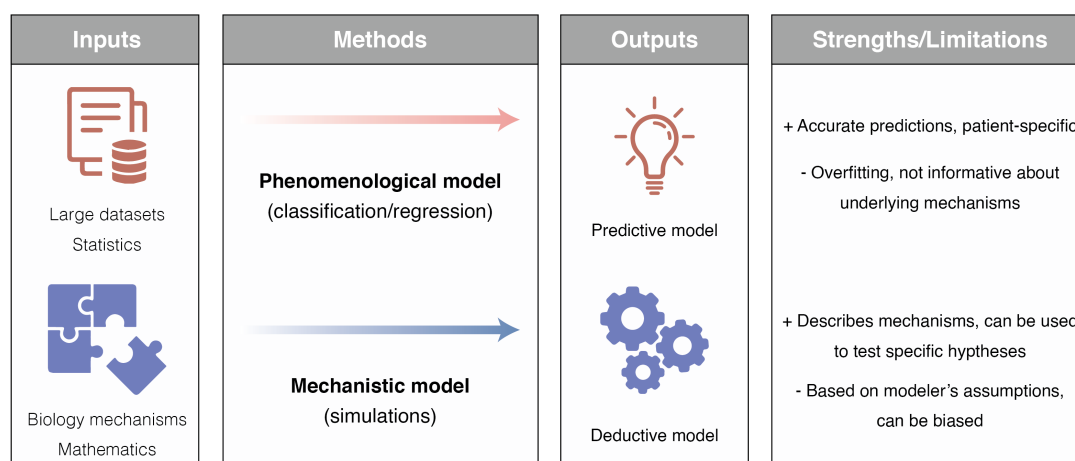 Inputs
Methods
Outputs
Strengths/Limitations
Large datasets
Statistics
Phenomenological model
(classification/regression)
Predictive model
+ Accurate predictions, patient-specific
- Overfitting, not informative about
underlying mechanisms
Biology mechanisms
Mathematics
Mechanistic model
(simulations)
Deductive model
+ Describes mechanisms, can be used
to test specific hyptheses
- Based on modeler's assumptions,
can be biased